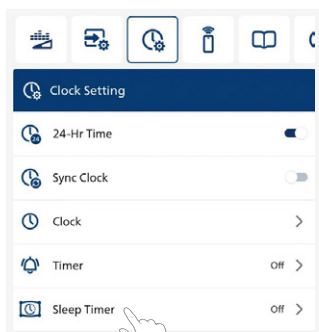 Clock Setting
24-Hr Time
Sync Clock
Clock
Timer Off
Sleep Timer Off